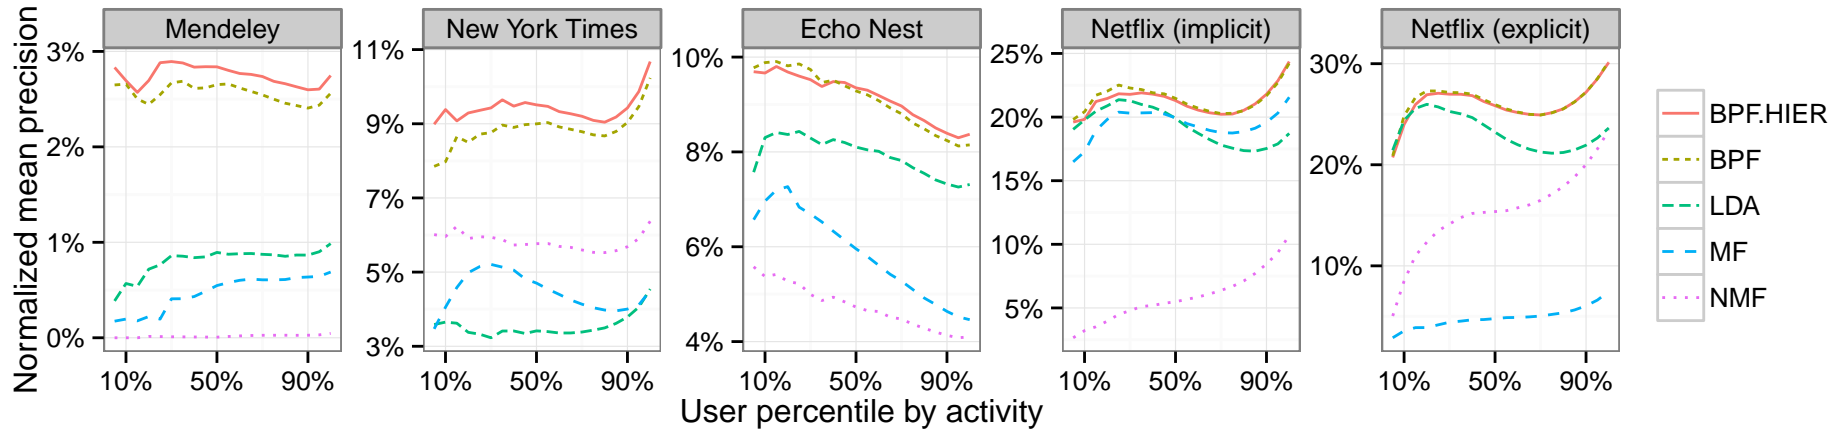 Normalized mean precision
Mendeley
3%
2%
1%
0%
10% 50% 90%
New York Times
11%
9%
7%
5%
3%
10% 50% 90%
Echo Nest
10%
8%
6%
4%
10% 50% 90%
Netflix (implicit)
25%
20%
15%
10%
5%
10% 50% 90%
Netflix (explicit)
30%
20%
10%
10% 50% 90%
User percentile by activity
BPF.HIER
BPF
LDA
MF
NMF